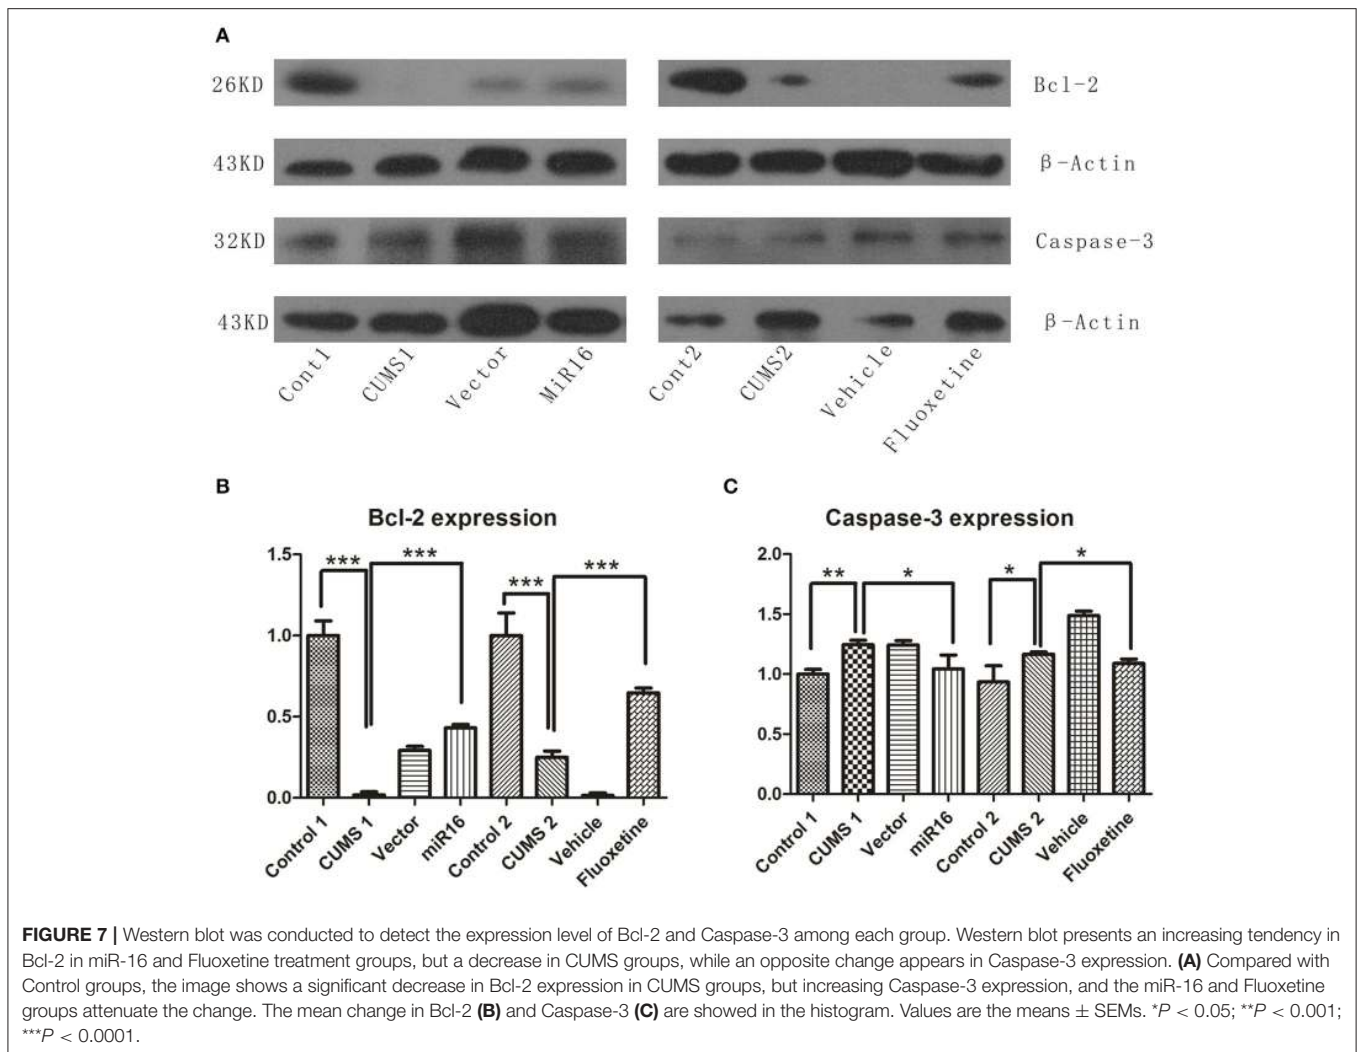 A
26KD
Bcl-2
43KD
β-Actin
32KD
Caspase-3
43KD
β-Actin
Cont1
CUMS1
Vector
MiR16
Cont2
CUMS2
Vehicle
Fluoxetine
B
Bcl-2 expression
1.5
1.0
0.5
0.0
***
***
***
***
Control 1
CUMS 1
Vector
miR16
Control 2
CUMS 2
Vehicle
Fluoxetine
C
Caspase-3 expression
2.0
1.5
1.0
0.5
0.0
**
*
*
*
Control 1
CUMS 1
Vector
miR16
Control 2
CUMS 2
Vehicle
Fluoxetine
FIGURE 7 | Western blot was conducted to detect the expression level of Bcl-2 and Caspase-3 among each group. Western blot presents an increasing tendency in
Bcl-2 in miR-16 and Fluoxetine treatment groups, but a decrease in CUMS groups, while an opposite change appears in Caspase-3 expression. (A) Compared with
Control groups, the image shows a significant decrease in Bcl-2 expression in CUMS groups, but increasing Caspase-3 expression, and the miR-16 and Fluoxetine
groups attenuate the change. The mean change in Bcl-2 (B) and Caspase-3 (C) are showed in the histogram. Values are the means ± SEMs. *P < 0.05; **P < 0.001;
***P < 0.0001.